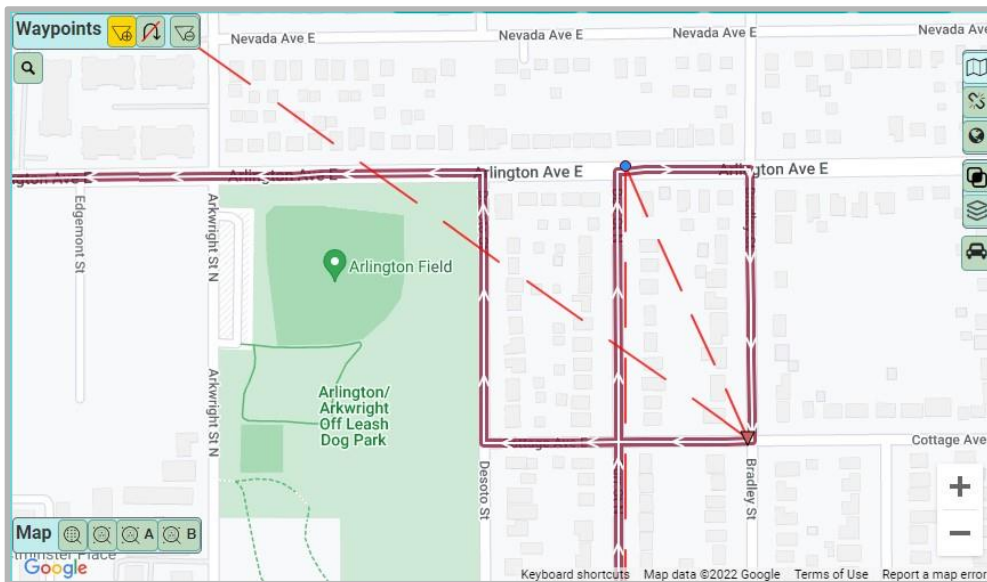 Waypoints
Nevada Ave E
Nevada Ave E
Nevada Ave E
Nevada Ave
Arlington Ave E
Arlington Ave E
Arlington Ave E
Edgemont St
Arkwright St N
Arlington Field
Arlington/
Arkwright
Off Leash
Dog Park
Arkwright St N
Desoto St
Bradley St
Cottage Ave
+
−
Map
A
B
Google
Keyboard shortcuts
Map data ©2022 Google
Terms of Use
Report a map error